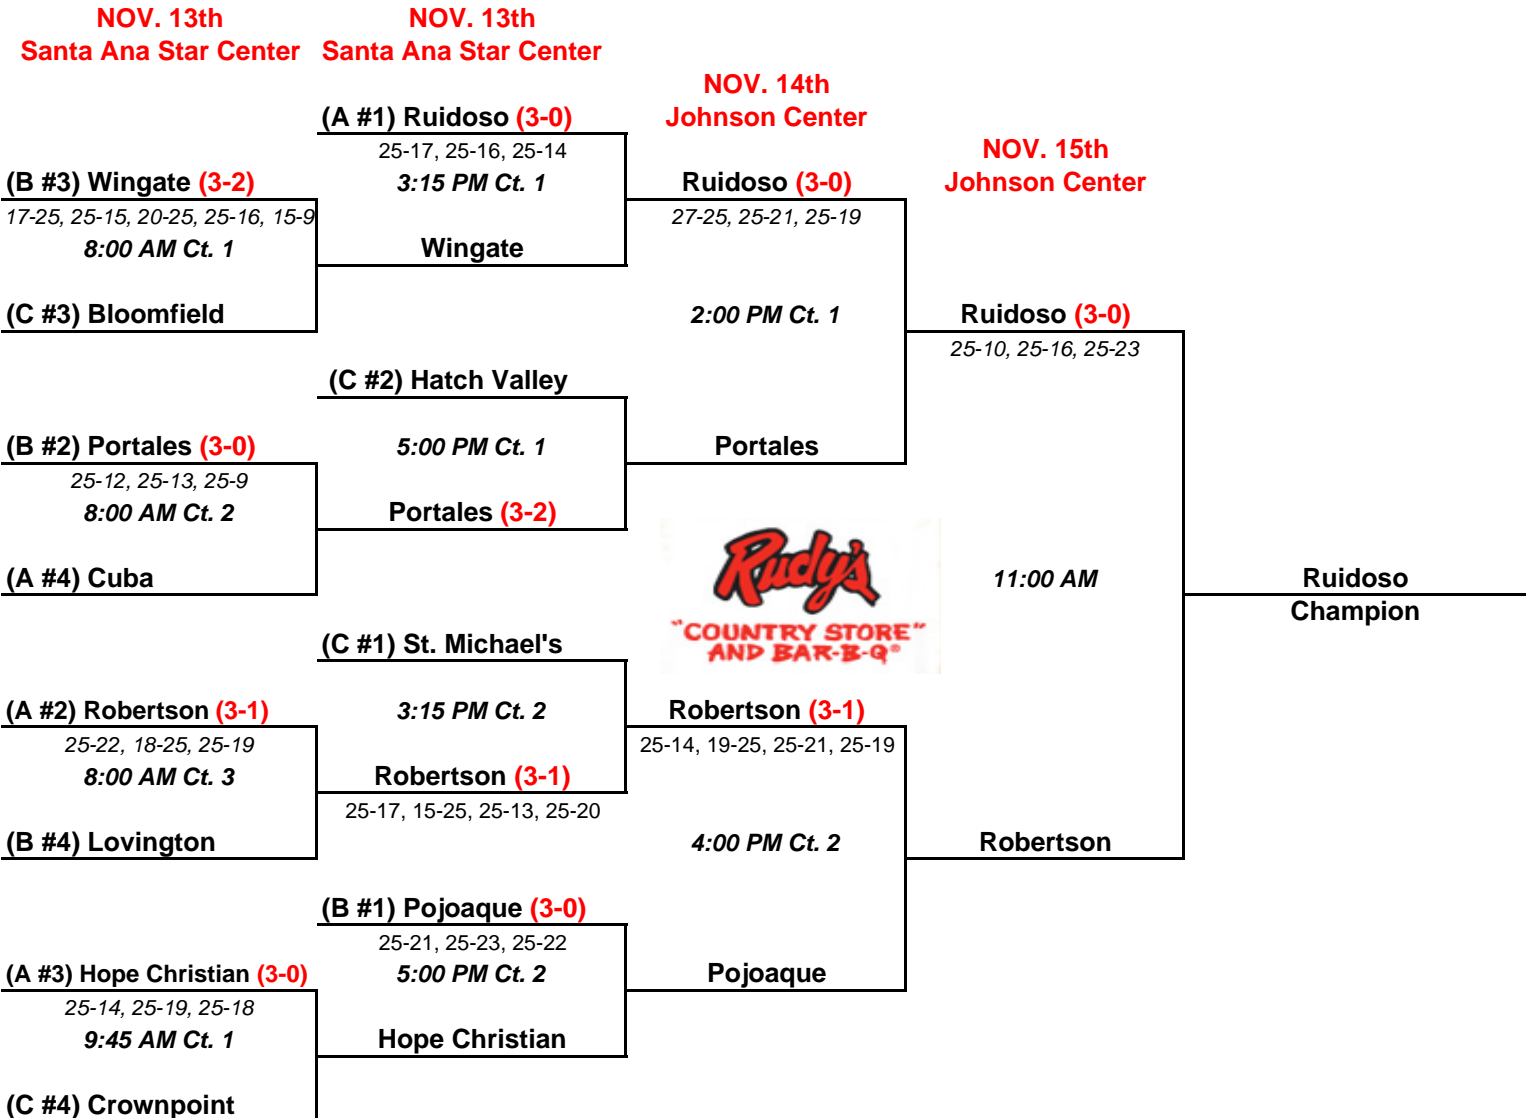 NOV. 13th
Santa Ana Star Center
NOV. 13th
Santa Ana Star Center
NOV. 14th
Johnson Center
NOV. 15th
Johnson Center
(B #3) Wingate (3-2)
17-25, 25-15, 20-25, 25-16, 15-9
8:00 AM Ct. 1
(C #3) Bloomfield
(B #2) Portales (3-0)
25-12, 25-13, 25-9
8:00 AM Ct. 2
(A #4) Cuba
(A #2) Robertson (3-1)
25-22, 18-25, 25-19
8:00 AM Ct. 3
(B #4) Lovington
(A #3) Hope Christian (3-0)
25-14, 25-19, 25-18
9:45 AM Ct. 1
(C #4) Crownpoint
(A #1) Ruidoso (3-0)
25-17, 25-16, 25-14
3:15 PM Ct. 1
Wingate
(C #2) Hatch Valley
5:00 PM Ct. 1
Portales (3-2)
(C #1) St. Michael's
3:15 PM Ct. 2
Robertson (3-1)
25-17, 15-25, 25-13, 25-20
(B #1) Pojoaque (3-0)
25-21, 25-23, 25-22
5:00 PM Ct. 2
Hope Christian
Ruidoso (3-0)
27-25, 25-21, 25-19
2:00 PM Ct. 1
Portales
Rudy's
"COUNTRY STORE"
AND BAR-B-Q®
Robertson (3-1)
25-14, 19-25, 25-21, 25-19
4:00 PM Ct. 2
Pojoaque
Ruidoso (3-0)
25-10, 25-16, 25-23
11:00 AM
Robertson
Ruidoso
Champion